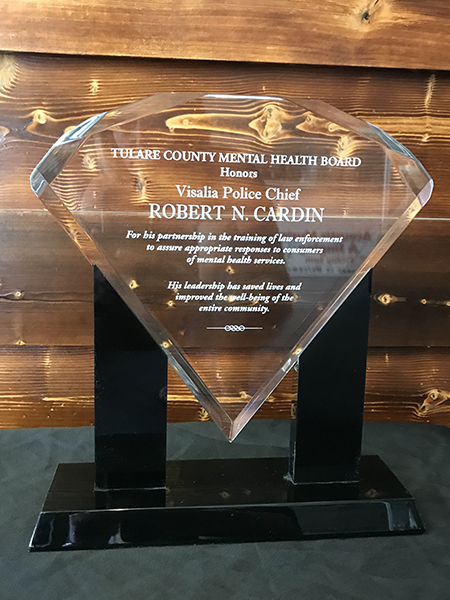 TULARE COUNTY MENTAL HEALTH BOARD
Honors
Visalia Police Chief
ROBERT N. CARDIN
For his partnership in the training of law enforcement
to assure appropriate responses to consumers
of mental health services.
His leadership has saved lives and
improved the well-being of the
entire community.